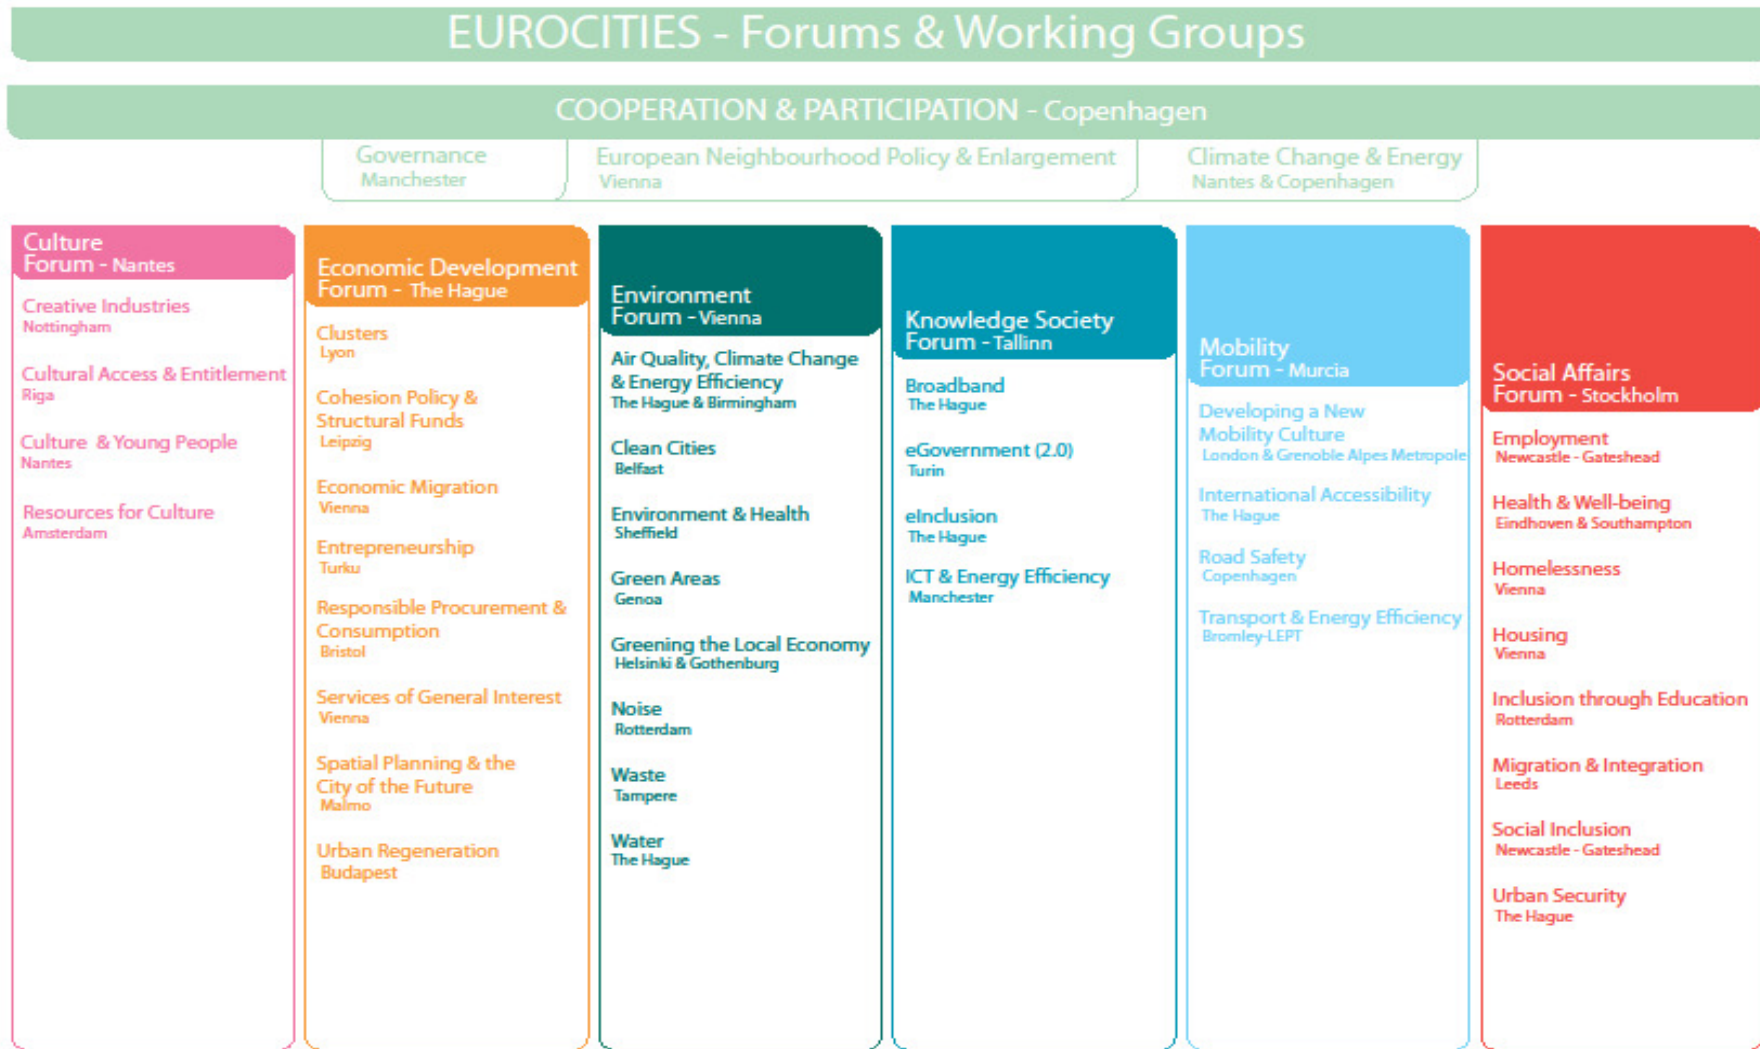 EUROCITIES - Forums & Working Groups
COOPERATION & PARTICIPATION - Copenhagen
Governance
Manchester
European Neighbourhood Policy & Enlargement
Vienna
Climate Change & Energy
Nantes & Copenhagen
Culture
Forum - Nantes
Creative Industries
Nottingham
Cultural Access & Entitlement
Riga
Culture & Young People
Nantes
Resources for Culture
Amsterdam
Economic Development
Forum - The Hague
Clusters
Lyon
Cohesion Policy &
Structural Funds
Leipzig
Economic Migration
Vienna
Entrepreneurship
Turku
Responsible Procurement &
Consumption
Bristol
Services of General Interest
Vienna
Spatial Planning & the
City of the Future
Malmo
Urban Regeneration
Budapest
Environment
Forum - Vienna
Air Quality, Climate Change
& Energy Efficiency
The Hague & Birmingham
Clean Cities
Belfast
Environment & Health
Sheffield
Green Areas
Genoa
Greening the Local Economy
Helsinki & Gothenburg
Noise
Rotterdam
Waste
Tampere
Water
The Hague
Knowledge Society
Forum - Tallinn
Broadband
The Hague
eGovernment (2.0)
Turin
eInclusion
The Hague
ICT & Energy Efficiency
Manchester
Mobility
Forum - Murcia
Developing a New
Mobility Culture
London & Grenoble Alpes Metropole
International Accessibility
The Hague
Road Safety
Copenhagen
Transport & Energy Efficiency
Bromley-LEPT
Social Affairs
Forum - Stockholm
Employment
Newcastle - Gateshead
Health & Well-being
Eindhoven & Southampton
Homelessness
Vienna
Housing
Vienna
Inclusion through Education
Rotterdam
Migration & Integration
Leeds
Social Inclusion
Newcastle - Gateshead
Urban Security
The Hague